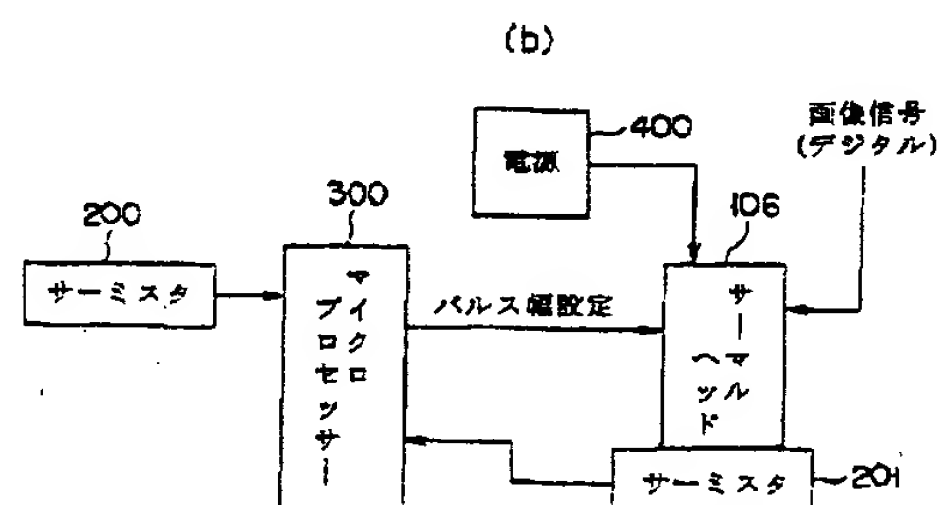 (b)
画像信号
(デジタル)
400
電源
300
106
200
サーミスタ
マイクロ
プロセッサー
パルス幅設定
サーマル
ヘッド
サーミスタ
201